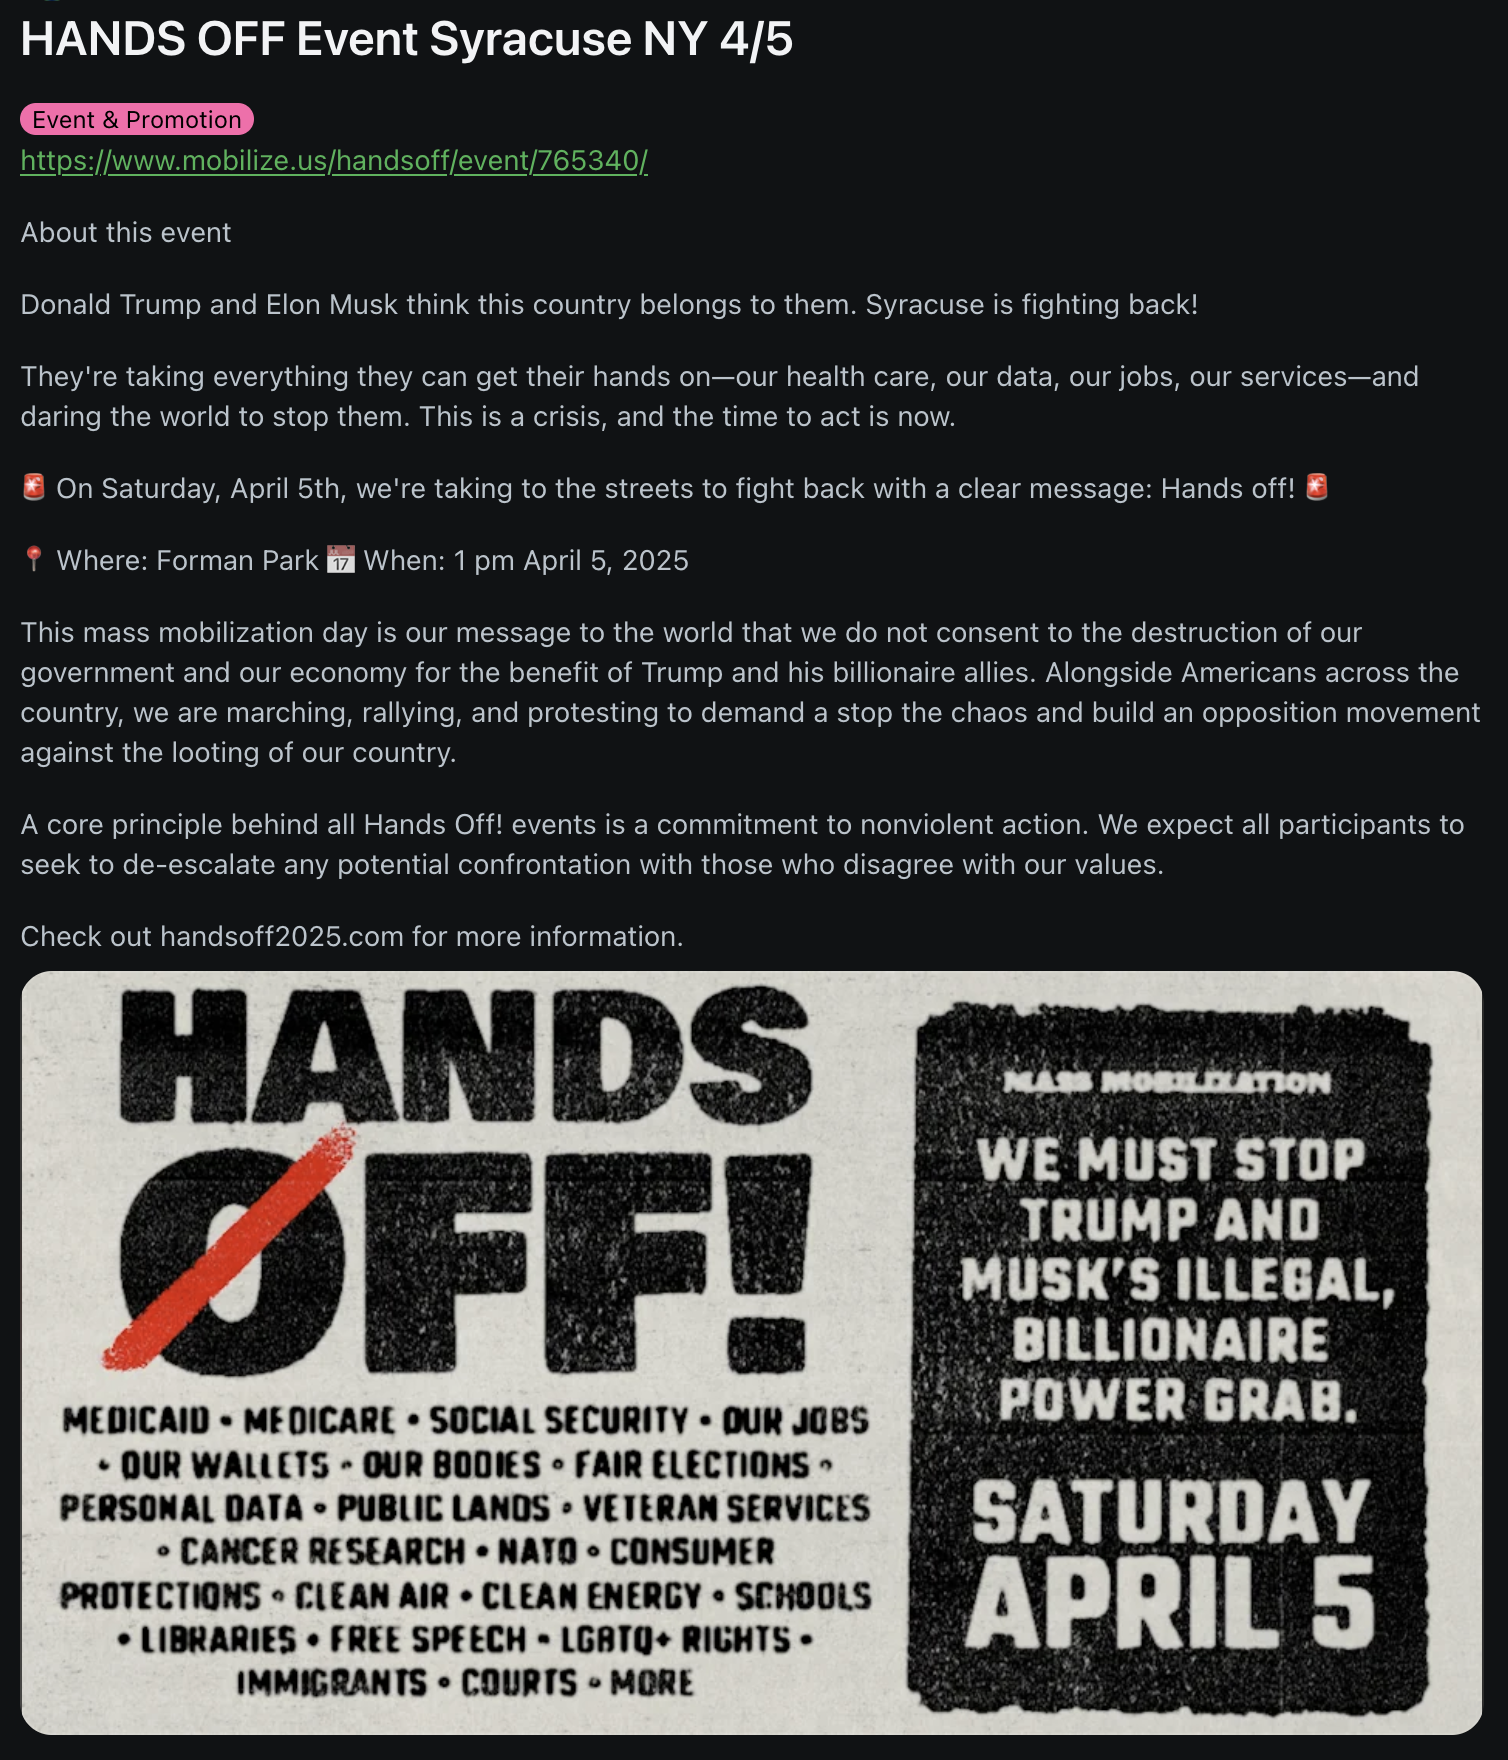 HANDS OFF Event Syracuse NY 4/5
Event & Promotion
https://www.mobilize.us/handsoff/event/765340/
About this event
Donald Trump and Elon Musk think this country belongs to them. Syracuse is fighting back!
They're taking everything they can get their hands on—our health care, our data, our jobs, our services—and
daring the world to stop them. This is a crisis, and the time to act is now.
🚨 On Saturday, April 5th, we're taking to the streets to fight back with a clear message: Hands off! 🚨
📍 Where: Forman Park 📅 When: 1 pm April 5, 2025
This mass mobilization day is our message to the world that we do not consent to the destruction of our
government and our economy for the benefit of Trump and his billionaire allies. Alongside Americans across the
country, we are marching, rallying, and protesting to demand a stop the chaos and build an opposition movement
against the looting of our country.
A core principle behind all Hands Off! events is a commitment to nonviolent action. We expect all participants to
seek to de-escalate any potential confrontation with those who disagree with our values.
Check out handsoff2025.com for more information.
HANDS
OFF!
MEDICAID • MEDICARE • SOCIAL SECURITY • OUR JOBS
• OUR WALLETS • OUR BODIES • FAIR ELECTIONS •
PERSONAL DATA • PUBLIC LANDS • VETERAN SERVICES
• CANCER RESEARCH • NATO • CONSUMER
PROTECTIONS • CLEAN AIR • CLEAN ENERGY • SCHOOLS
• LIBRARIES • FREE SPEECH • LGBTQ+ RIGHTS •
IMMIGRANTS • COURTS • MORE
MASS MOBILIZATION
WE MUST STOP
TRUMP AND
MUSK'S ILLEGAL,
BILLIONAIRE
POWER GRAB.
SATURDAY
APRIL 5